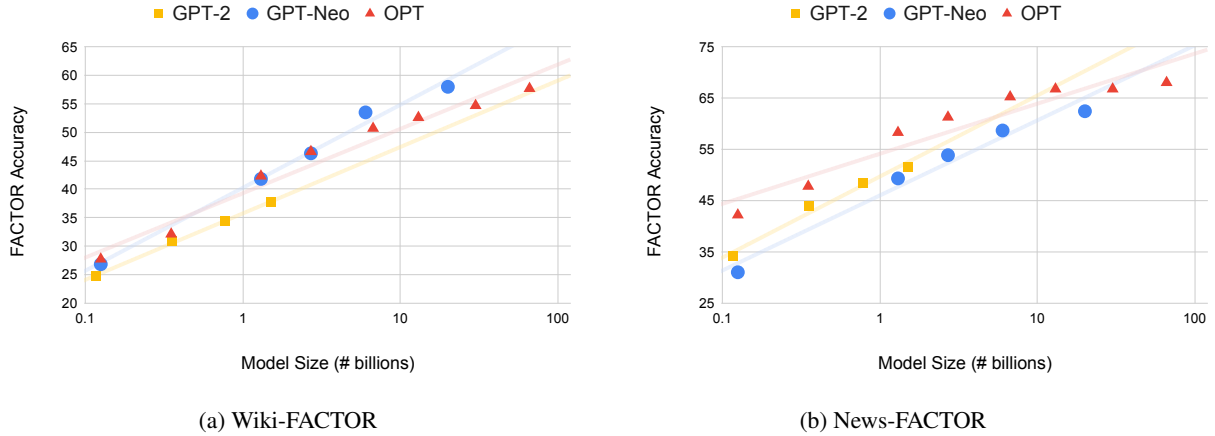 GPT-2 GPT-Neo OPT
65
60
55
50
45
40
35
30
25
20
FACTOR Accuracy
0.1 1 10 100
Model Size (# billions)
(a) Wiki-FACTOR
GPT-2 GPT-Neo OPT
75
65
55
45
35
25
FACTOR Accuracy
0.1 1 10 100
Model Size (# billions)
(b) News-FACTOR